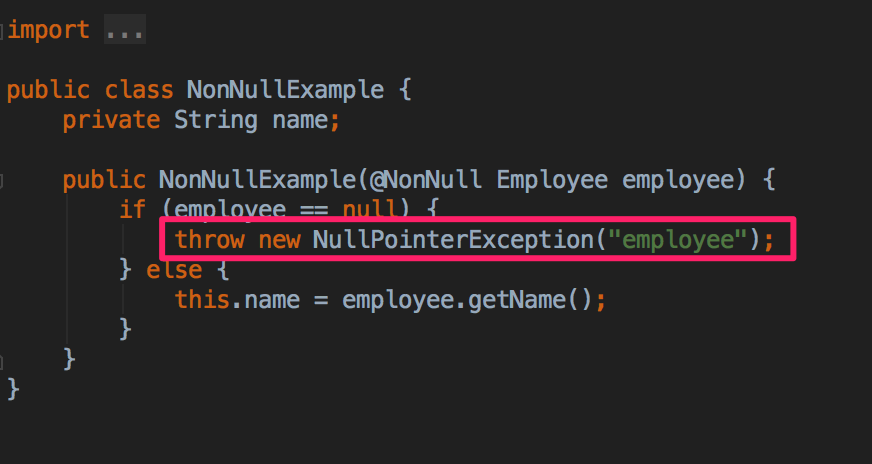 import ...
public class NonNullExample {
    private String name;
    public NonNullExample(@NonNull Employee employee) {
        if (employee == null) {
            throw new NullPointerException("employee");
        } else {
            this.name = employee.getName();
        }
    }
}